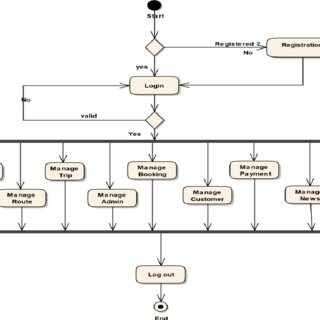 Start
Registered ?
Registration
No
yes
Login
No
valid
Yes
Manage
Trip
Manage
Booking
Manage
Payment
Manage
Route
Manage
Admin
Manage
Customer
Manage
News
Log out
End